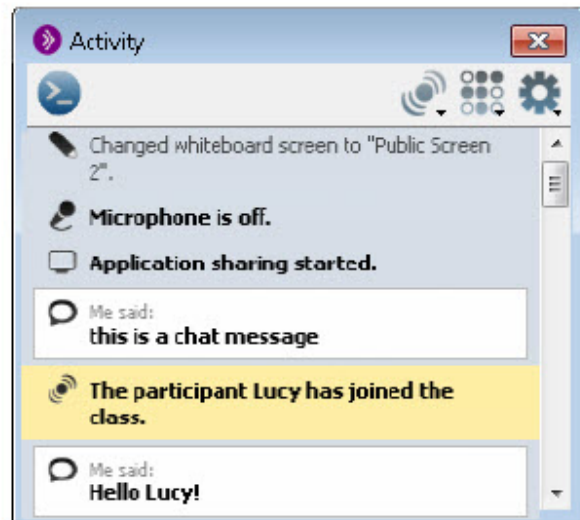 Activity
Changed whiteboard screen to "Public Screen
2".
Microphone is off.
Application sharing started.
Me said:
this is a chat message
The participant Lucy has joined the
class.
Me said:
Hello Lucy!